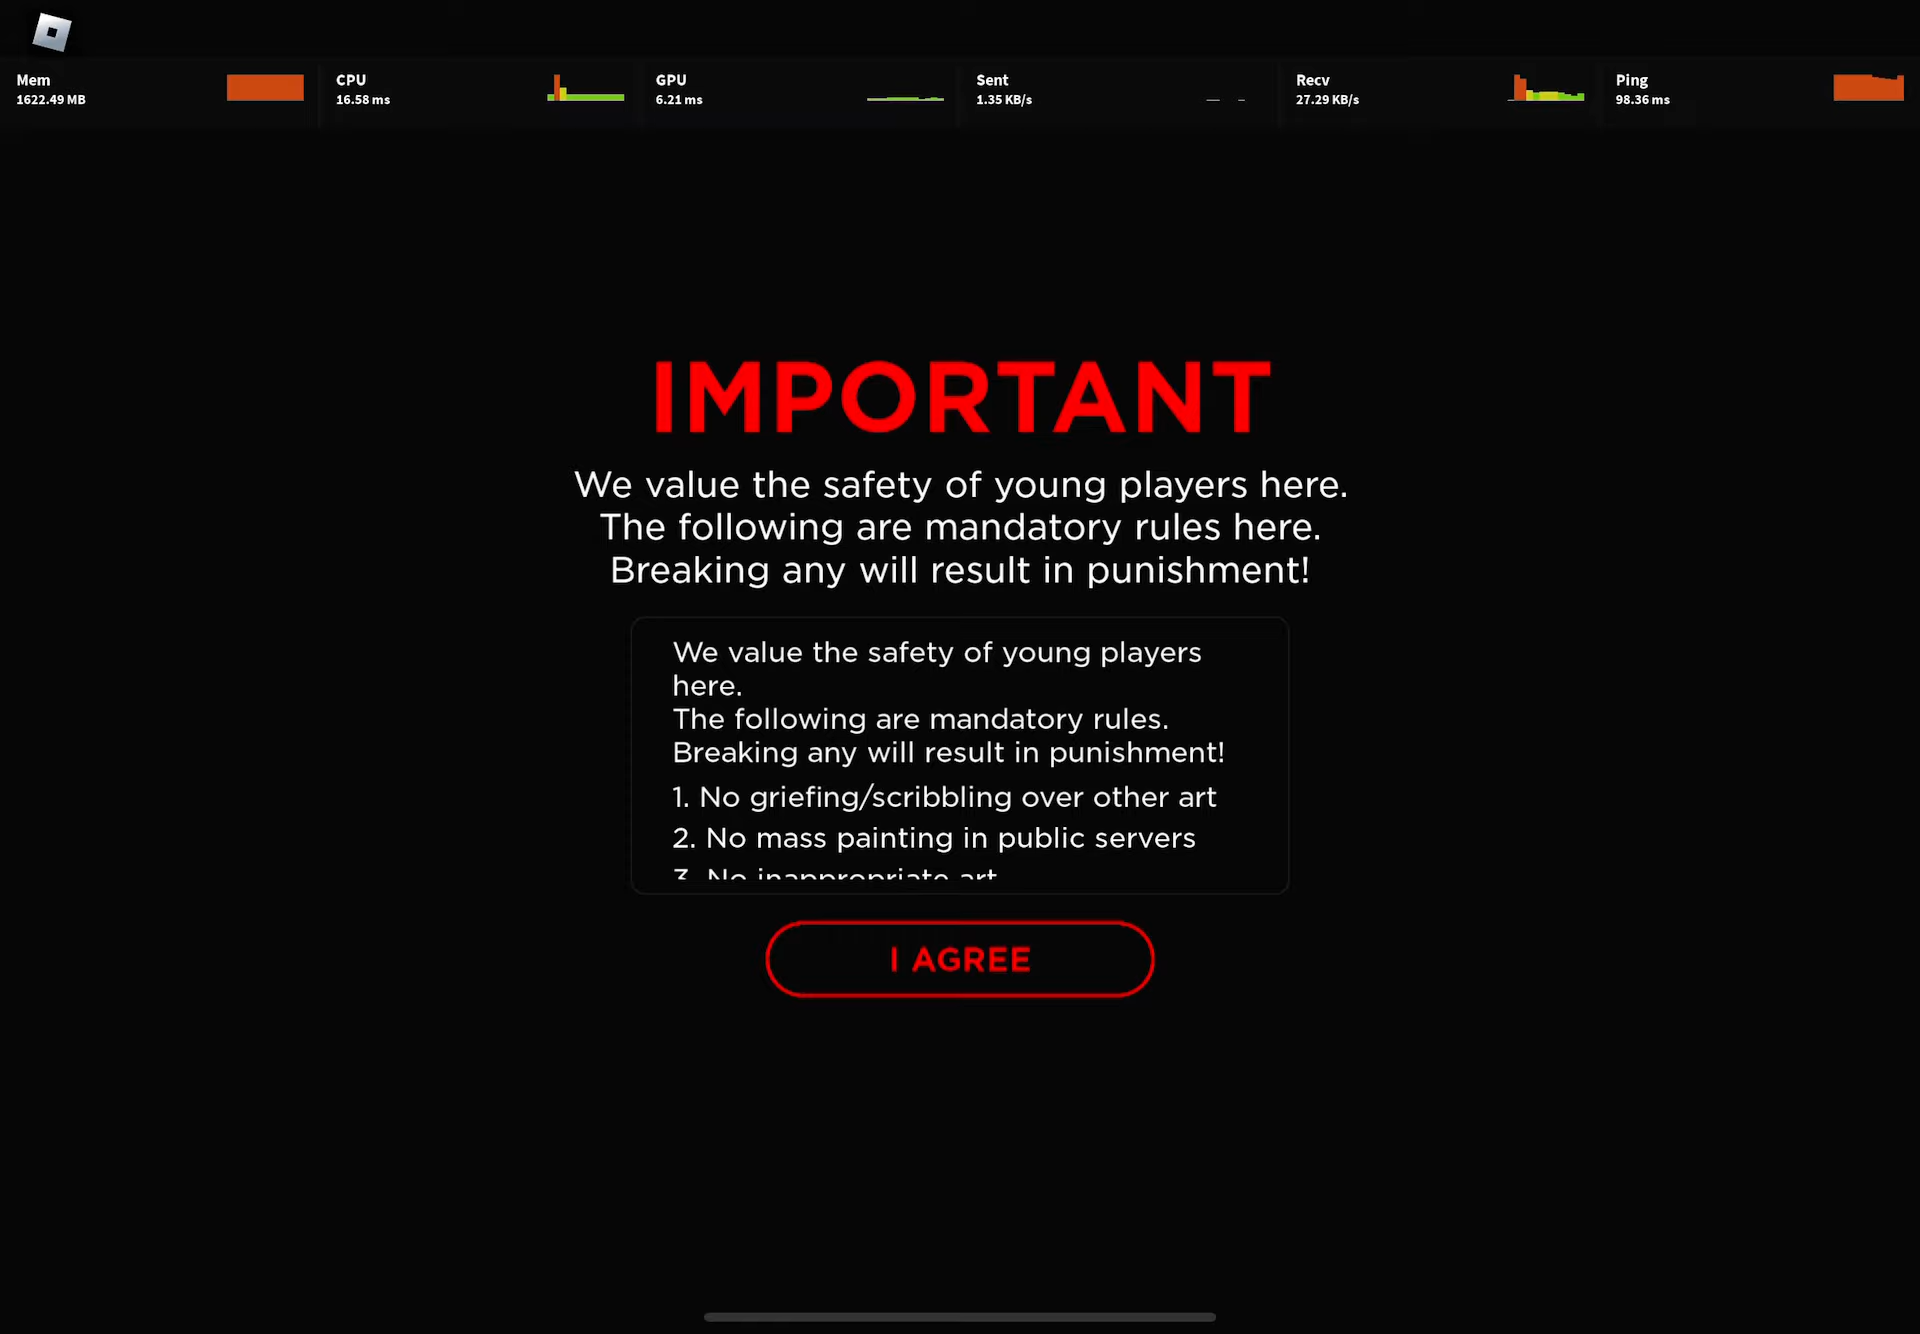 Mem
1622.49 MB
CPU
16.58 ms
GPU
6.21 ms
Sent
1.35 KB/s
Recv
27.29 KB/s
Ping
98.36 ms
IMPORTANT
We value the safety of young players here.
The following are mandatory rules here.
Breaking any will result in punishment!
We value the safety of young players
here.
The following are mandatory rules.
Breaking any will result in punishment!
1. No griefing/scribbling over other art
2. No mass painting in public servers
3. No inappropriate art
I AGREE